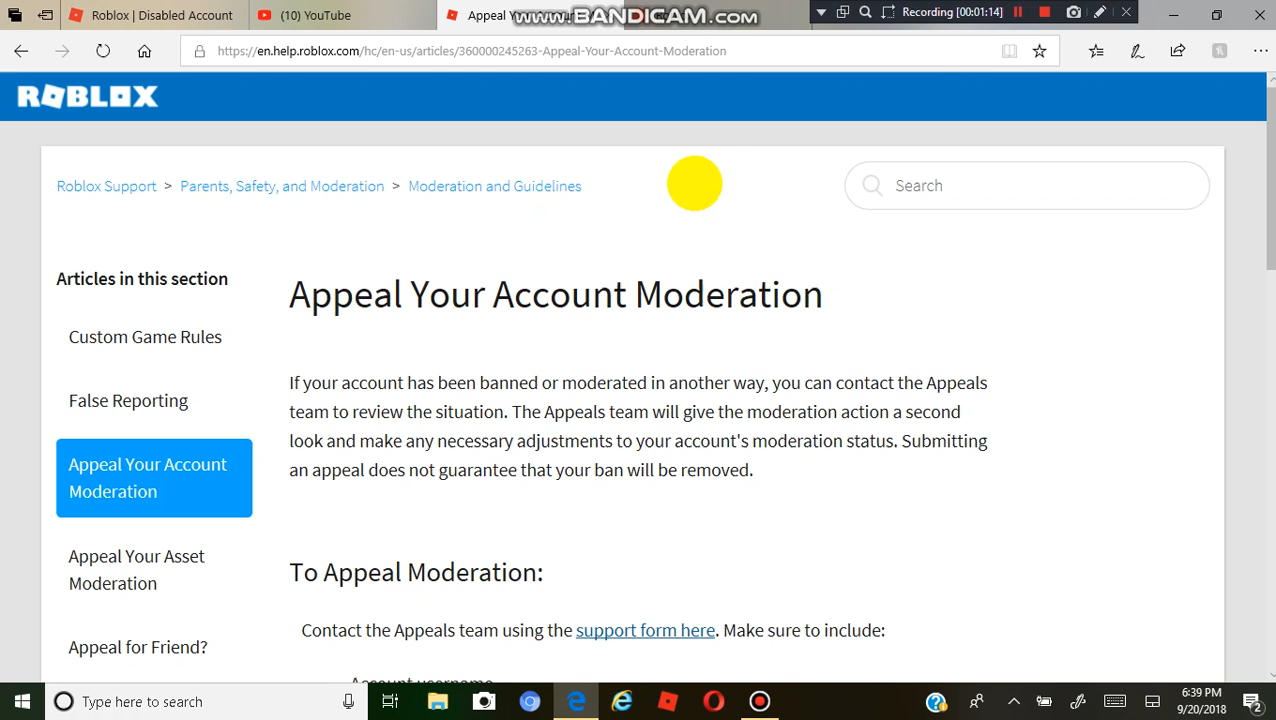 Roblox | Disabled Account
(10) YouTube
Appeal Yo
www.BANDICAM.com
Recording [00:01:14]
https://en.help.roblox.com/hc/en-us/articles/360000245263-Appeal-Your-Account-Moderation
ROBLOX
Roblox Support > Parents, Safety, and Moderation > Moderation and Guidelines
Search
Articles in this section
Custom Game Rules
False Reporting
Appeal Your Account
Moderation
Appeal Your Asset
Moderation
Appeal for Friend?
Appeal Your Account Moderation
If your account has been banned or moderated in another way, you can contact the Appeals
team to review the situation. The Appeals team will give the moderation action a second
look and make any necessary adjustments to your account's moderation status. Submitting
an appeal does not guarantee that your ban will be removed.
To Appeal Moderation:
Contact the Appeals team using the support form here. Make sure to include:
Account username
Type here to search
6:39 PM
9/20/2018
2